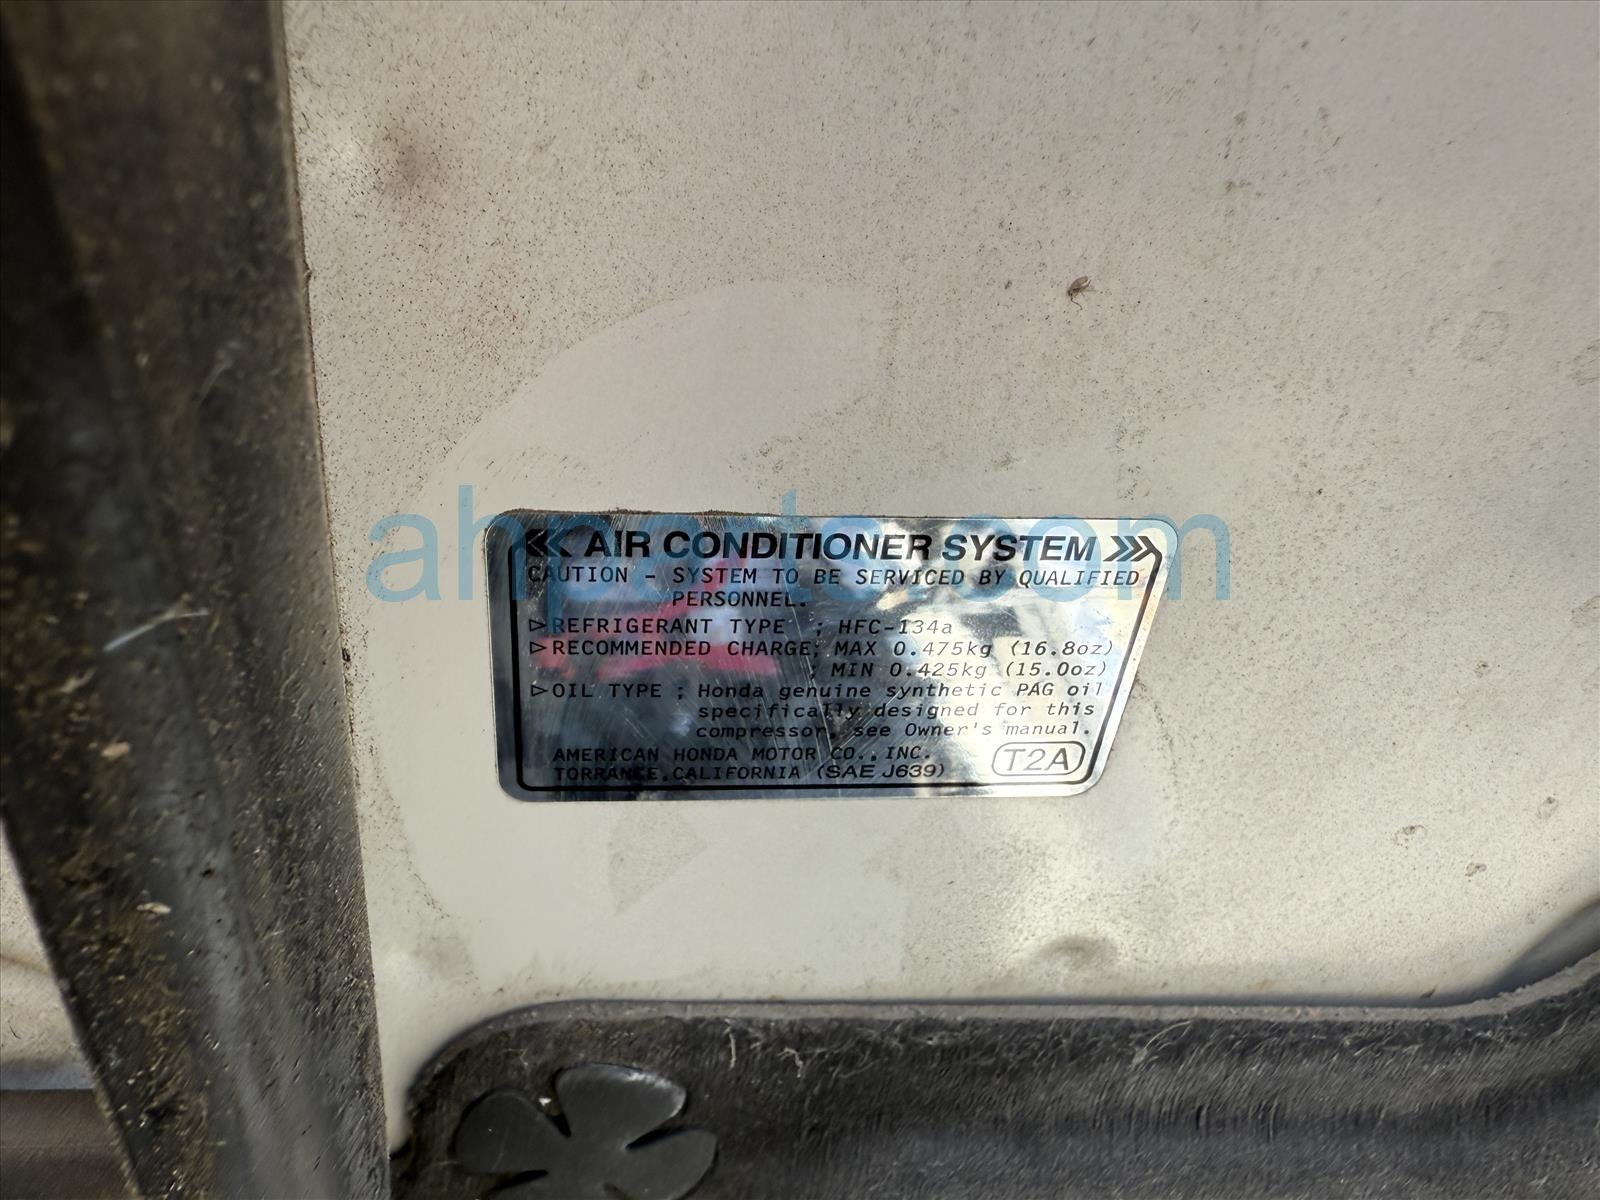 <<< AIR CONDITIONER SYSTEM >>>
CAUTION - SYSTEM TO BE SERVICED BY QUALIFIED
PERSONNEL.
▷REFRIGERANT TYPE ; HFC-134a
▷RECOMMENDED CHARGE; MAX 0.475kg (16.8oz)
; MIN 0.425kg (15.0oz)
▷OIL TYPE ; Honda genuine synthetic PAG oil
specifically designed for this
compressor, see Owner's manual.
AMERICAN HONDA MOTOR CO., INC.
TORRANCE, CALIFORNIA (SAE J639)
T2A
ahparts.com